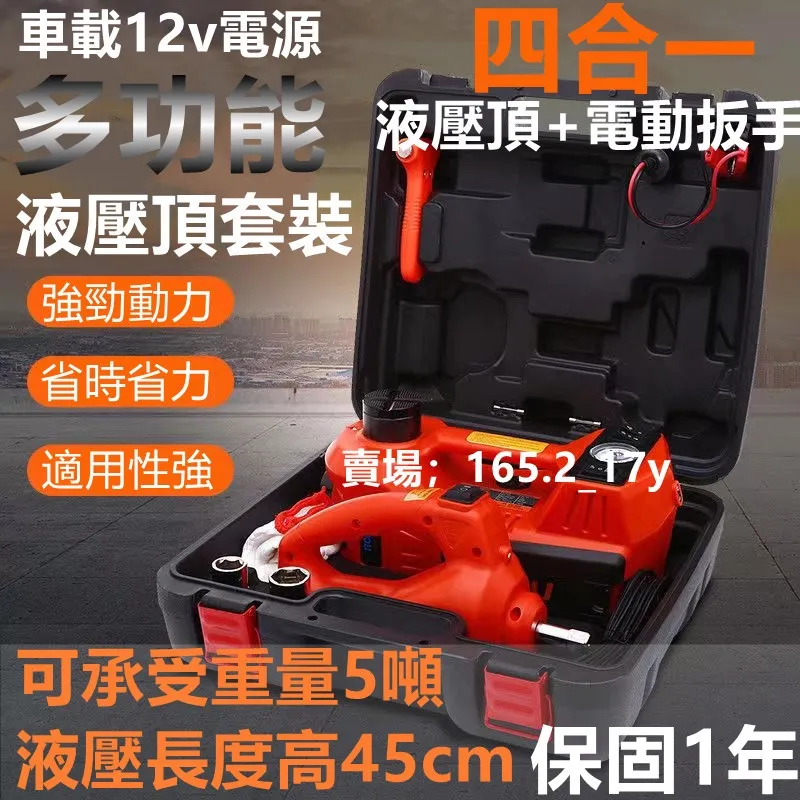 車載12v電源
四合一
多功能
液壓頂+電動扳手
液壓頂套裝
強勁動力
省時省力
適用性強
賣場；165.2_17y
可承受重量5噸
液壓長度高45cm
保固1年